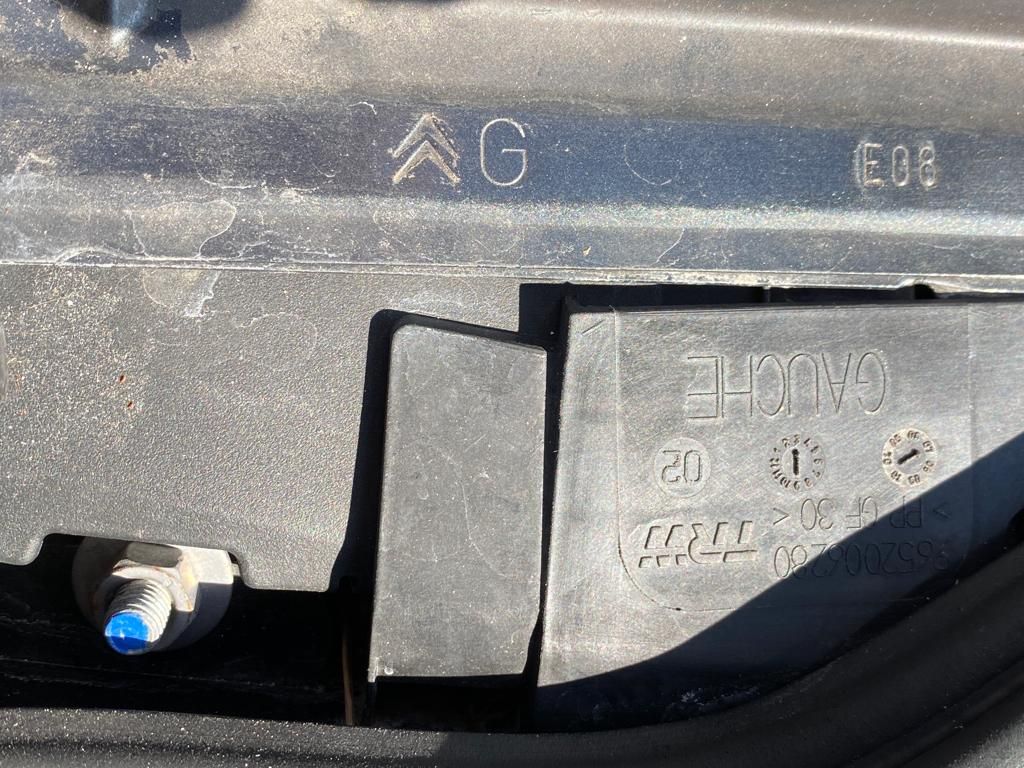 G E08
GAUCHE
02
> PP GF 30 <
TRW
9652006280